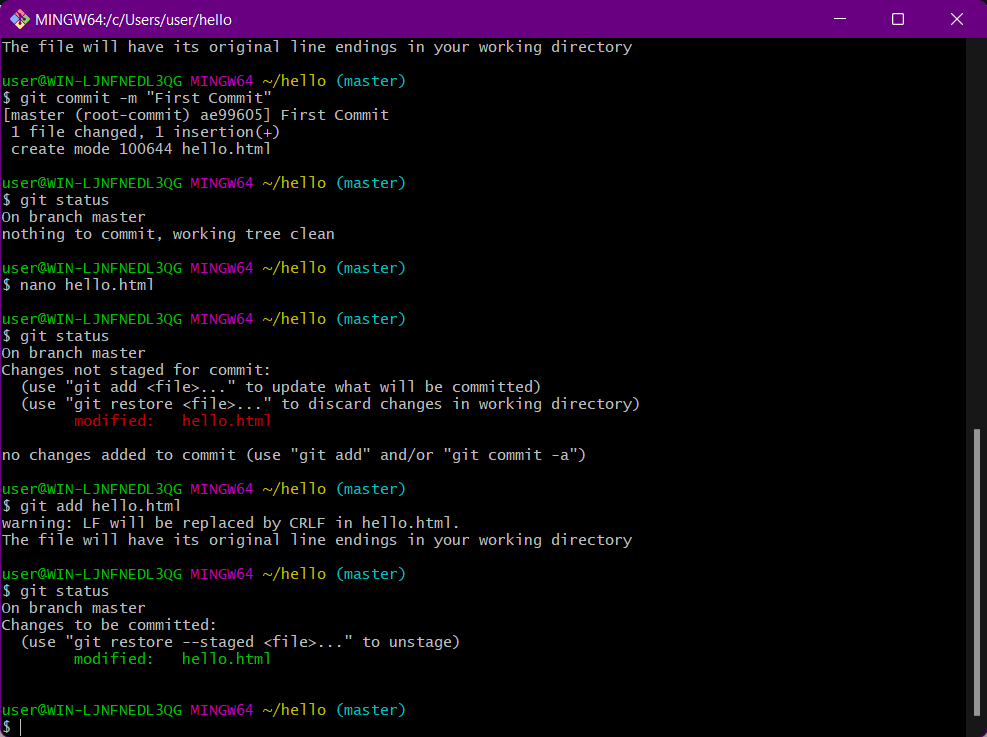 MINGW64:/c/Users/user/hello
The file will have its original line endings in your working directory
user@WIN-LJNFNEDL3QG MINGW64 ~/hello (master)
$ git commit -m "First Commit"
[master (root-commit) ae99605] First Commit
 1 file changed, 1 insertion(+)
 create mode 100644 hello.html
user@WIN-LJNFNEDL3QG MINGW64 ~/hello (master)
$ git status
On branch master
nothing to commit, working tree clean
user@WIN-LJNFNEDL3QG MINGW64 ~/hello (master)
$ nano hello.html
user@WIN-LJNFNEDL3QG MINGW64 ~/hello (master)
$ git status
On branch master
Changes not staged for commit:
  (use "git add <file>..." to update what will be committed)
  (use "git restore <file>..." to discard changes in working directory)
        modified:   hello.html
no changes added to commit (use "git add" and/or "git commit -a")
user@WIN-LJNFNEDL3QG MINGW64 ~/hello (master)
$ git add hello.html
warning: LF will be replaced by CRLF in hello.html.
The file will have its original line endings in your working directory
user@WIN-LJNFNEDL3QG MINGW64 ~/hello (master)
$ git status
On branch master
Changes to be committed:
  (use "git restore --staged <file>..." to unstage)
        modified:   hello.html
user@WIN-LJNFNEDL3QG MINGW64 ~/hello (master)
$